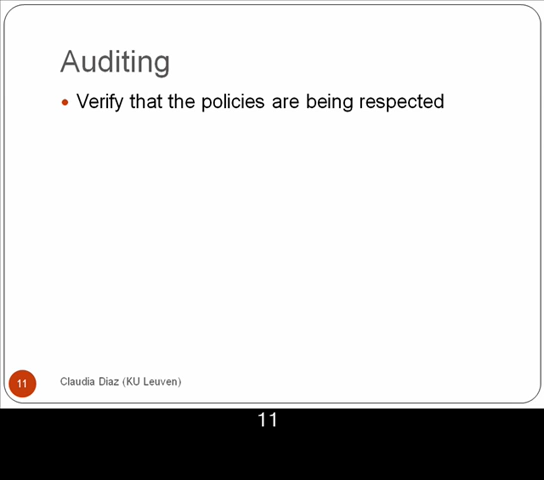 Auditing
• Verify that the policies are being respected
11
Claudia Diaz (KU Leuven)
11